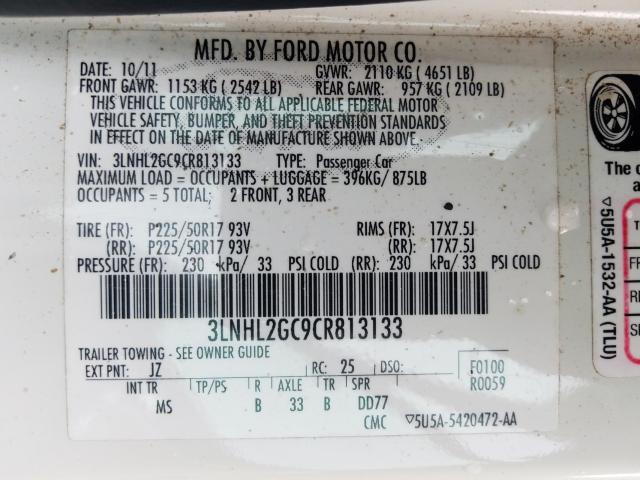 MFD. BY FORD MOTOR CO.
DATE: 10/11 GVWR: 2110 KG ( 4651 LB)
FRONT GAWR: 1153 KG ( 2542 LB) REAR GAWR: 957 KG ( 2109 LB)
THIS VEHICLE CONFORMS TO ALL APPLICABLE FEDERAL MOTOR
VEHICLE SAFETY, BUMPER, AND THEFT PREVENTION STANDARDS
IN EFFECT ON THE DATE OF MANUFACTURE SHOWN ABOVE.
VIN: 3LNHL2GC9CR813133 TYPE: Passenger Car
MAXIMUM LOAD = OCCUPANTS + LUGGAGE = 396KG/ 875LB
OCCUPANTS = 5 TOTAL; 2 FRONT, 3 REAR
TIRE (FR): P225/50R17 93V RIMS (FR): 17X7.5J
(RR): P225/50R17 93V (RR): 17X7.5J
PRESSURE (FR): 230 kPa/ 33 PSI COLD (RR): 230 kPa/ 33 PSI COLD
3LNHL2GC9CR813133
TRAILER TOWING - SEE OWNER GUIDE
EXT PNT: JZ RC: 25 DSO: F0100
R0059
INT TR TP/PS R AXLE TR SPR
MS B 33 B DD77
CMC ▽5U5A-5420472-AA
The
▽5U5A-1532-AA (TLU)